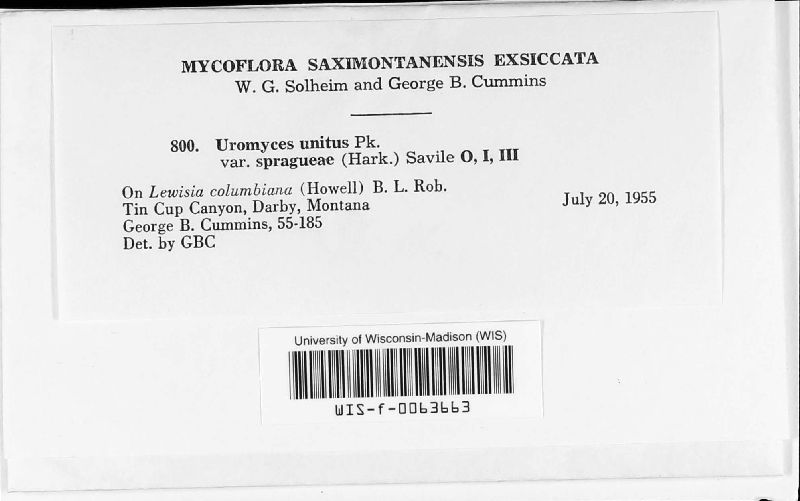 MYCOFLORA SAXIMONTANENSIS EXSICCATA
W. G. Solheim and George B. Cummins
800. Uromyces unitus Pk.
var. spragueae (Hark.) Savile O, I, III
On Lewisia columbiana (Howell) B. L. Rob.
Tin Cup Canyon, Darby, Montana
July 20, 1955
George B. Cummins, 55-185
Det. by GBC
University of Wisconsin-Madison (WIS)
WIS-f-0063663